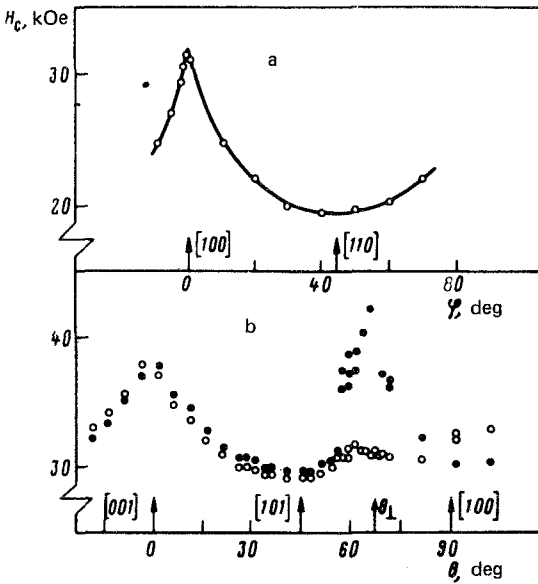 H_c, kOe
a
30
20
[100]
[110]
0
40
80
φ, deg
b
40
30
[001]
[101]
θ⊥
[100]
0
30
60
90
θ, deg